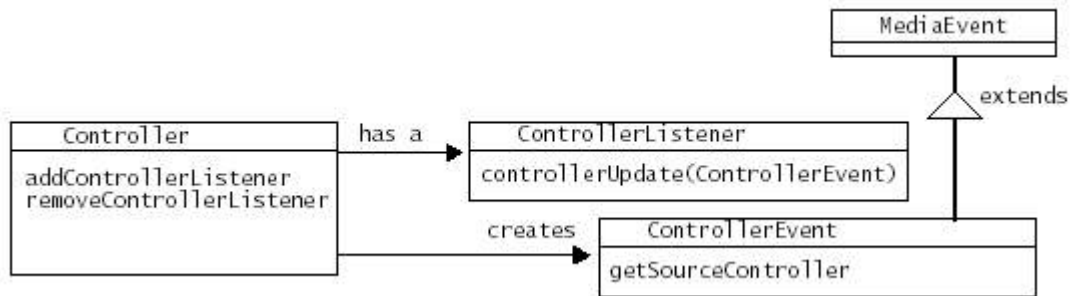 MediaEvent
extends
Controller
has a
ControllerListener
addControllerListener
removeControllerListener
controllerUpdate(ControllerEvent)
creates
ControllerEvent
getSourceController